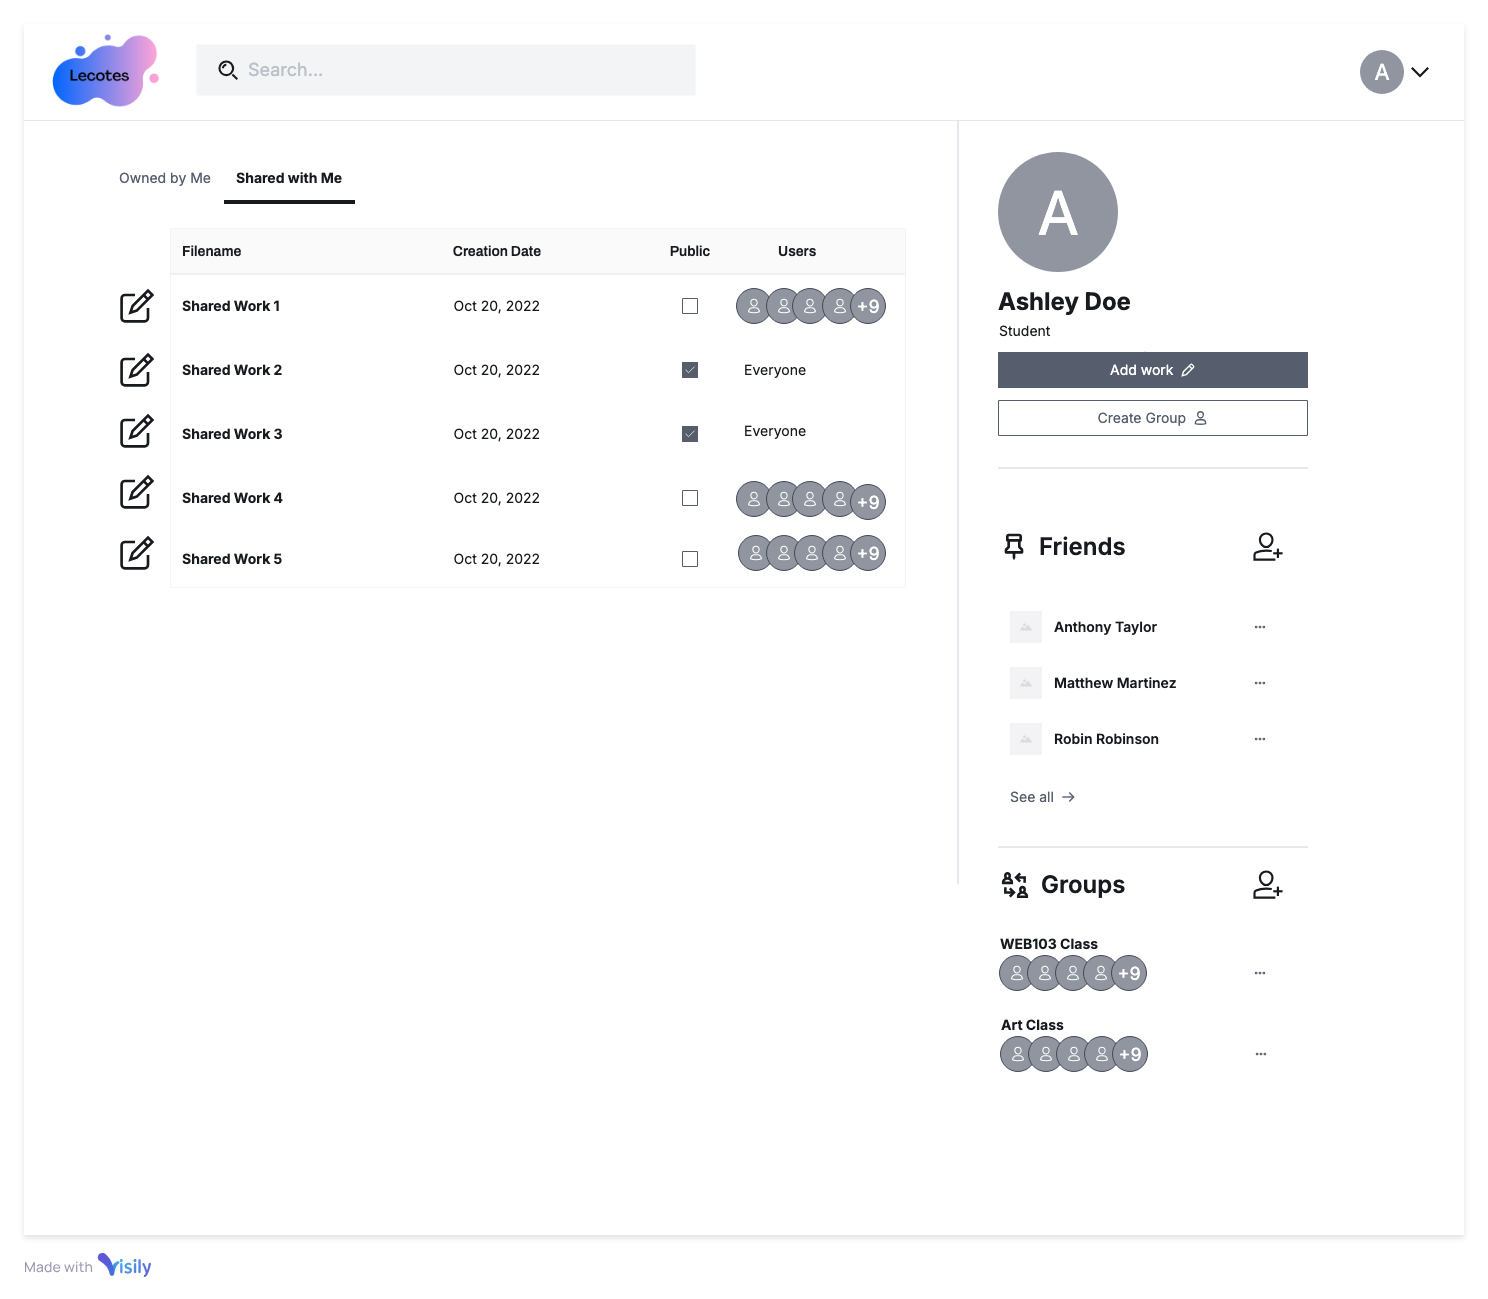 Lecotes
Search...
A
Owned by Me
Shared with Me
Filename Creation Date Public Users
Shared Work 1 Oct 20, 2022 +9
Shared Work 2 Oct 20, 2022 Everyone
Shared Work 3 Oct 20, 2022 Everyone
Shared Work 4 Oct 20, 2022 +9
Shared Work 5 Oct 20, 2022 +9
A
Ashley Doe
Student
Add work
Create Group
Friends
Anthony Taylor
Matthew Martinez
Robin Robinson
See all
Groups
WEB103 Class
+9
Art Class
+9
Made with Visily